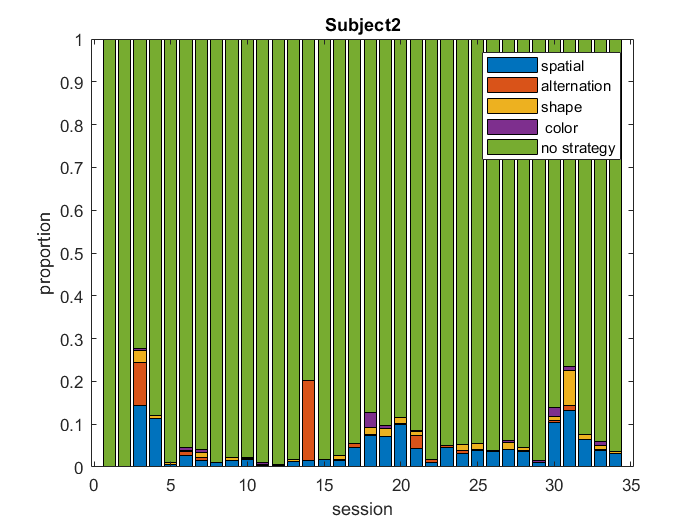 Subject2
1
0.9
0.8
0.7
0.6
0.5
0.4
0.3
0.2
0.1
0
proportion
spatial
alternation
shape
color
no strategy
0 5 10 15 20 25 30 35
session